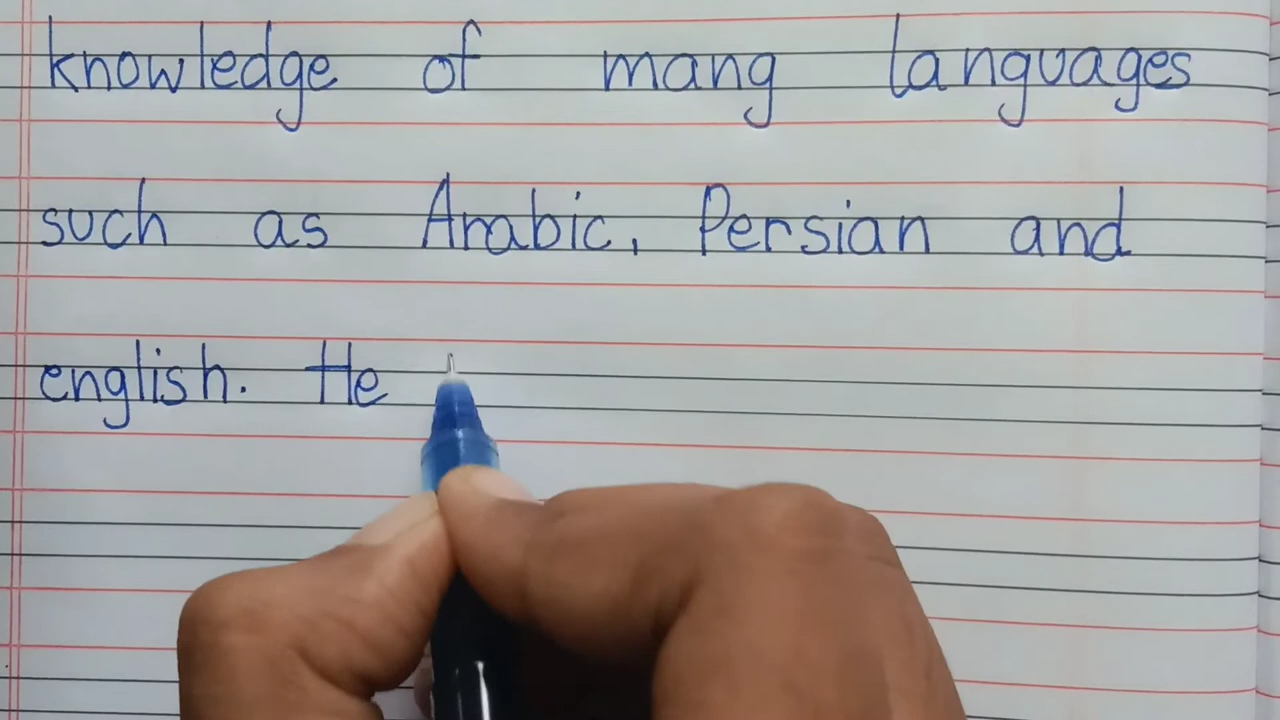 knowledge of mang languages
such as Arabic, Persian and
english. He